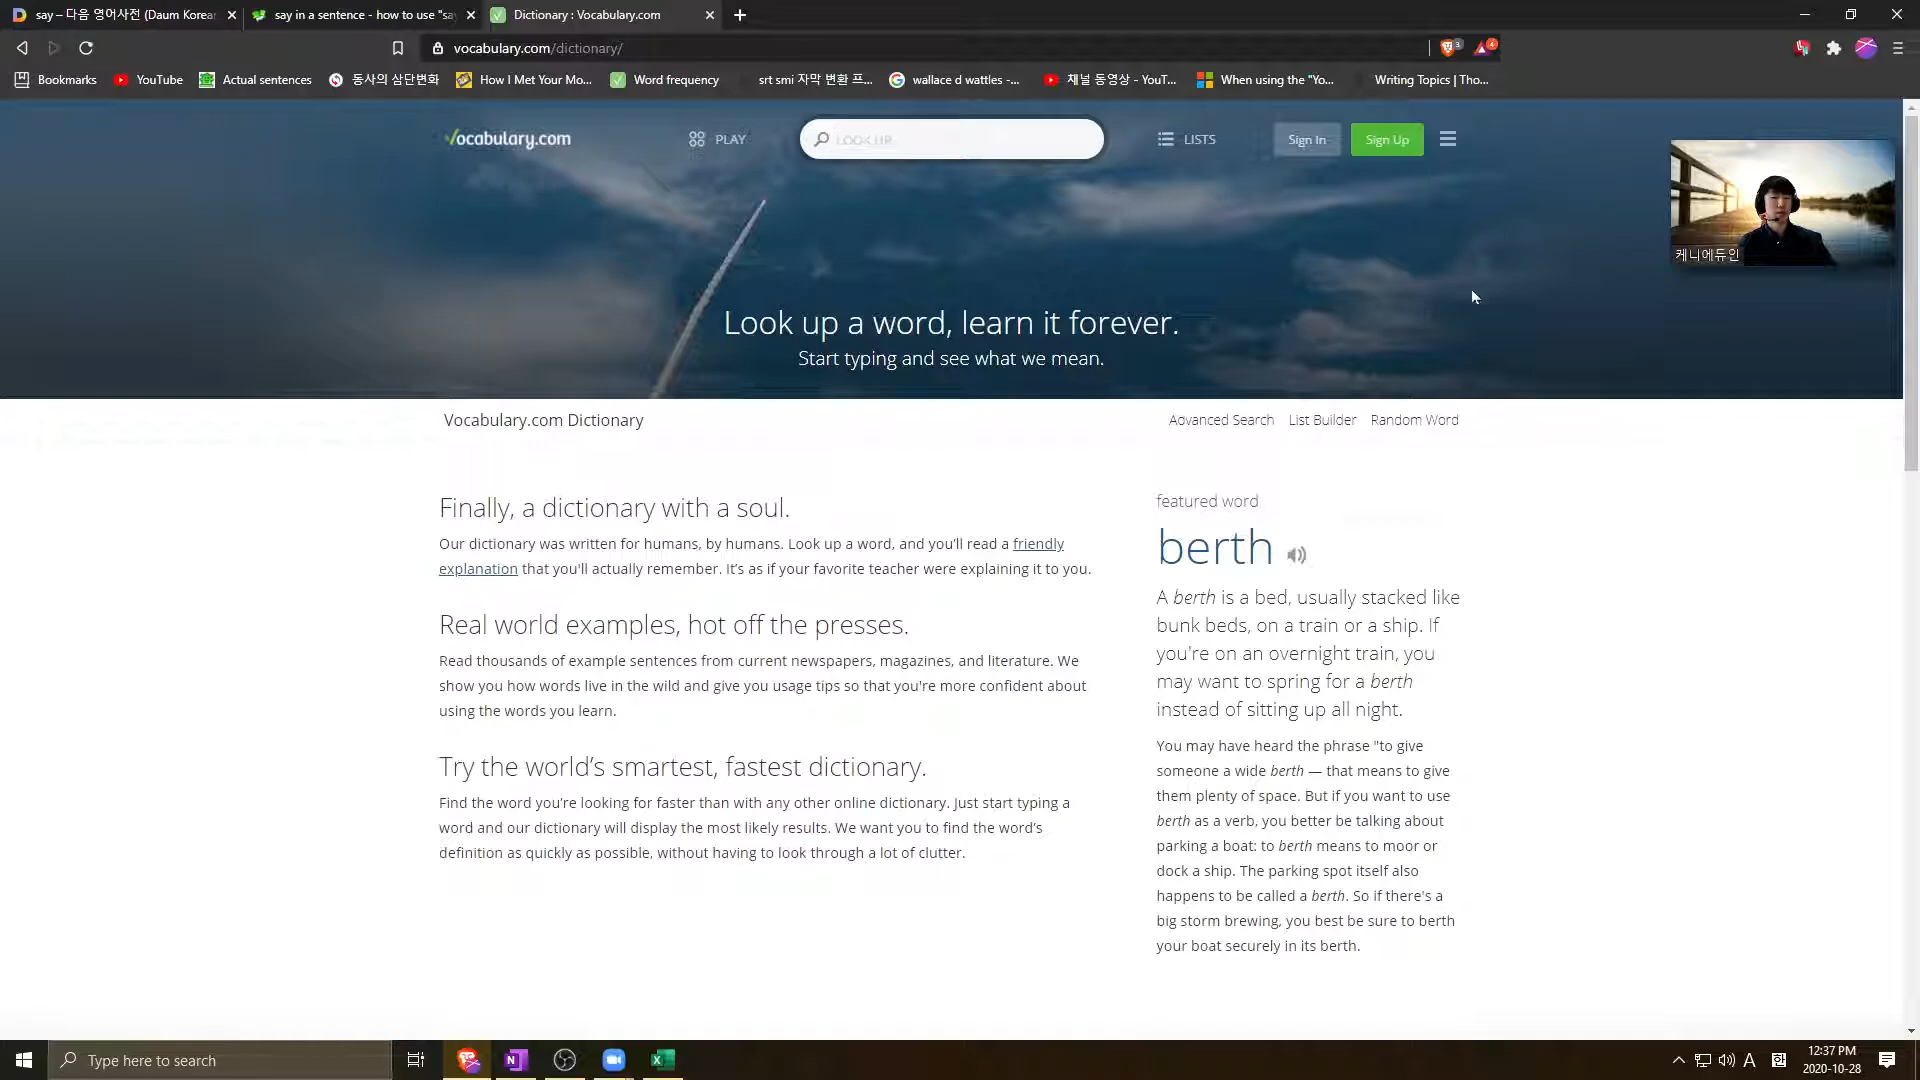 say – 다음 영어사전 (Daum Korean
say in a sentence - how to use "say
Dictionary : Vocabulary.com
vocabulary.com/dictionary/
3
4
Bookmarks
YouTube
Actual sentences
동사의 삼단변화
How I Met Your Mo...
Word frequency
srt smi 자막 변환 프...
wallace d wattles -...
채널 동영상 - YouT...
When using the "Yo...
Writing Topics | Tho...
Vocabulary.com
PLAY
LOOK UP
LISTS
Sign In
Sign Up
케니에듀인
Look up a word, learn it forever.
Start typing and see what we mean.
Vocabulary.com Dictionary
Advanced Search
List Builder
Random Word
Finally, a dictionary with a soul.
Our dictionary was written for humans, by humans. Look up a word, and you'll read a friendly
explanation that you'll actually remember. It's as if your favorite teacher were explaining it to you.
Real world examples, hot off the presses.
Read thousands of example sentences from current newspapers, magazines, and literature. We
show you how words live in the wild and give you usage tips so that you're more confident about
using the words you learn.
Try the world's smartest, fastest dictionary.
Find the word you're looking for faster than with any other online dictionary. Just start typing a
word and our dictionary will display the most likely results. We want you to find the word's
definition as quickly as possible, without having to look through a lot of clutter.
featured word
berth
A berth is a bed, usually stacked like
bunk beds, on a train or a ship. If
you're on an overnight train, you
may want to spring for a berth
instead of sitting up all night.
You may have heard the phrase "to give
someone a wide berth — that means to give
them plenty of space. But if you want to use
berth as a verb, you better be talking about
parking a boat: to berth means to moor or
dock a ship. The parking spot itself also
happens to be called a berth. So if there's a
big storm brewing, you best be sure to berth
your boat securely in its berth.
Type here to search
A
12:37 PM
2020-10-28